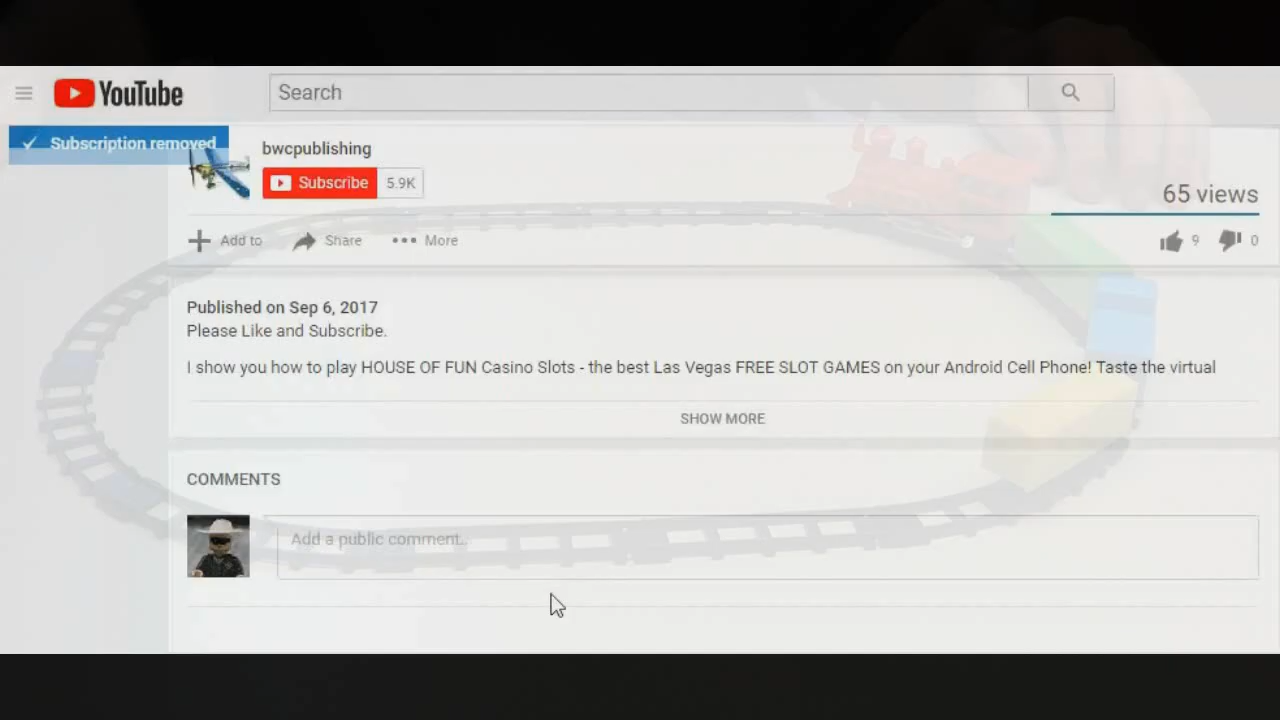 YouTube
Search
Subscription removed
bwcpublishing
Subscribe 5.9K
65 views
Add to Share More
9 0
Published on Sep 6, 2017
Please Like and Subscribe.
I show you how to play HOUSE OF FUN Casino Slots - the best Las Vegas FREE SLOT GAMES on your Android Cell Phone! Taste the virtual
SHOW MORE
COMMENTS
Add a public comment..